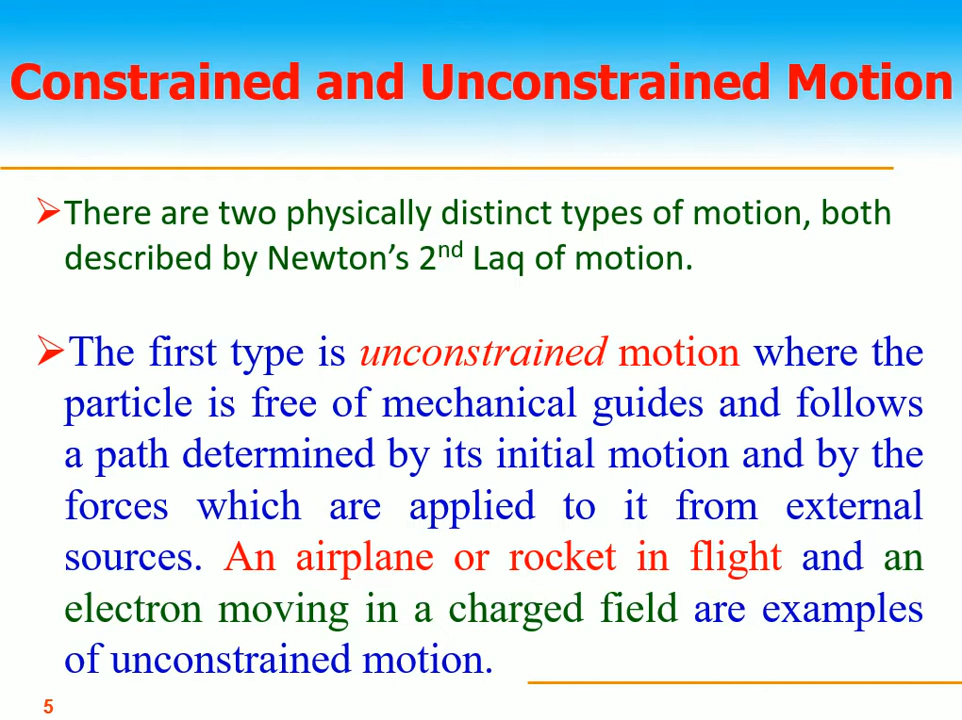 Constrained and Unconstrained Motion
➢There are two physically distinct types of motion, both
described by Newton’s 2nd Laq of motion.
➢The first type is unconstrained motion where the
particle is free of mechanical guides and follows
a path determined by its initial motion and by the
forces which are applied to it from external
sources. An airplane or rocket in flight and an
electron moving in a charged field are examples
of unconstrained motion.
5